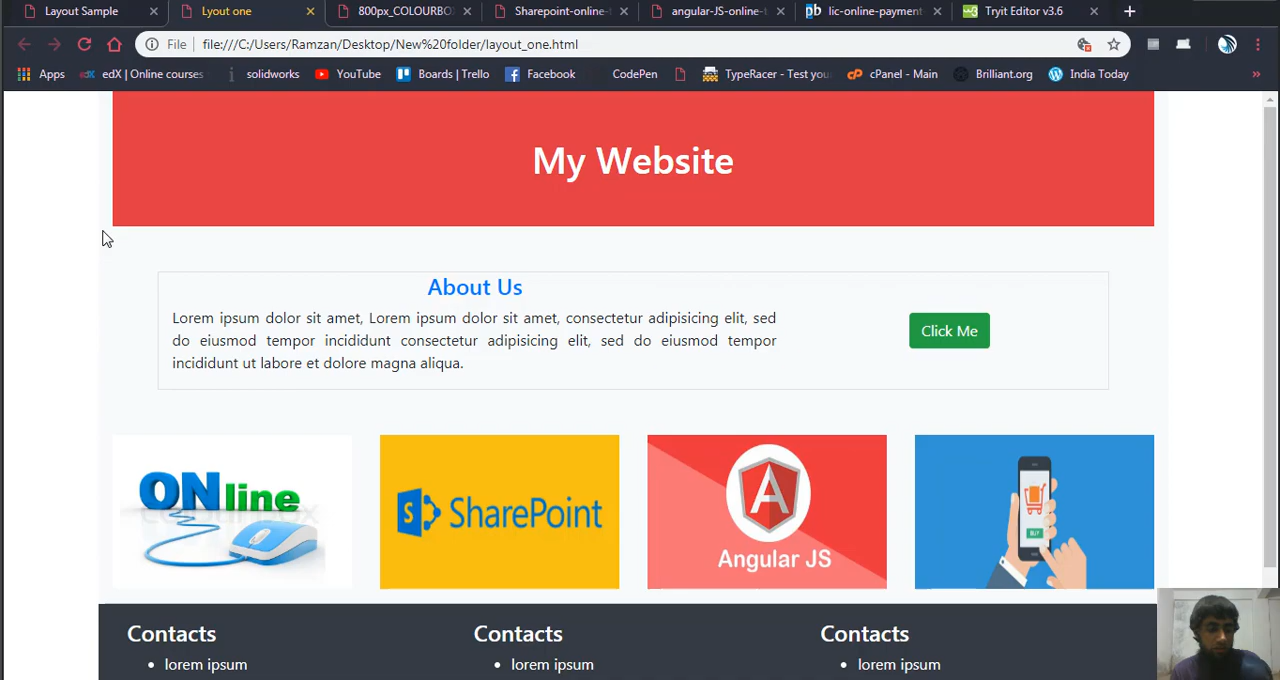 Layout Sample
Lyout one
800px_COLOURBO
Sharepoint-online-
angular-JS-online-t
pb lic-online-payment
w3 Tryit Editor v3.6
File file:///C:/Users/Ramzan/Desktop/New%20folder/layout_one.html
Apps edX | Online courses solidworks YouTube Boards | Trello Facebook CodePen TypeRacer - Test you cPanel - Main Brilliant.org India Today »
My Website
About Us
Lorem ipsum dolor sit amet, Lorem ipsum dolor sit amet, consectetur adipisicing elit, sed
do eiusmod tempor incididunt consectetur adipisicing elit, sed do eiusmod tempor
incididunt ut labore et dolore magna aliqua.
Click Me
ONline
S SharePoint
A
Angular JS
BUY
Contacts
lorem ipsum
Contacts
lorem ipsum
Contacts
lorem ipsum